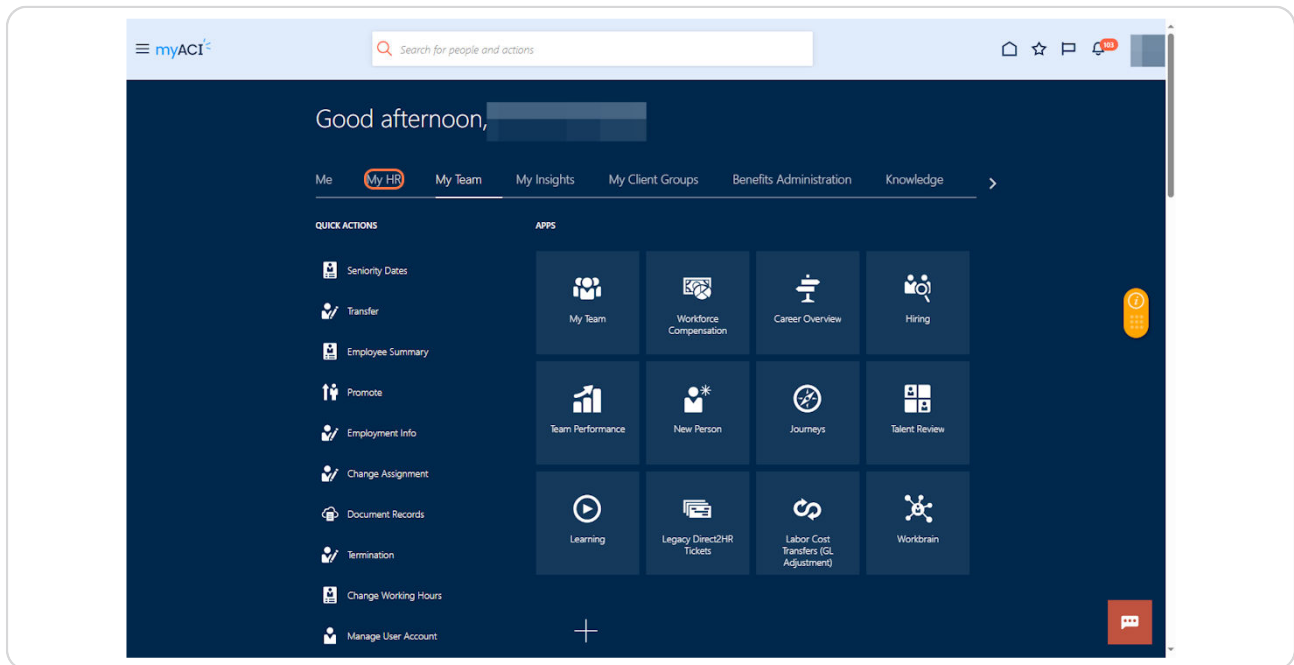 myACI
Search for people and actions
103
Good afternoon,
Me My HR My Team My Insights My Client Groups Benefits Administration Knowledge
QUICK ACTIONS
Seniority Dates
Transfer
Employee Summary
Promote
Employment Info
Change Assignment
Document Records
Termination
Change Working Hours
Manage User Account
APPS
My Team
Workforce
Compensation
Career Overview
Hiring
Team Performance
New Person
Journeys
Talent Review
Learning
Legacy Direct2HR
Tickets
Labor Cost
Transfers (GL
Adjustment)
Workbrain